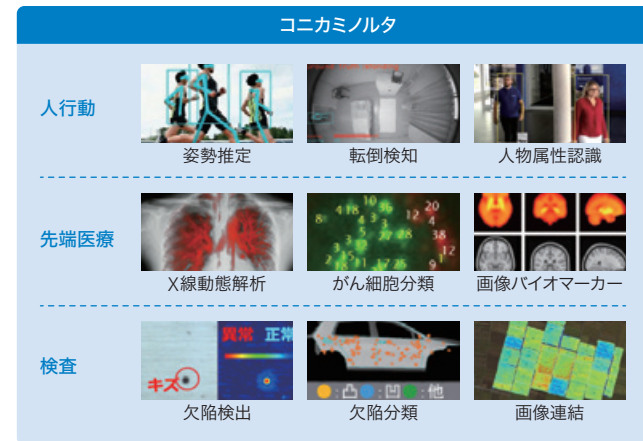 コニカミノルタ
人行動
姿勢推定
転倒検知
人物属性認識
先端医療
X線動態解析
がん細胞分類
画像バイオマーカー
検査
異常 正常
キズ
欠陥検出
:凸 :凹 :他
欠陥分類
画像連結